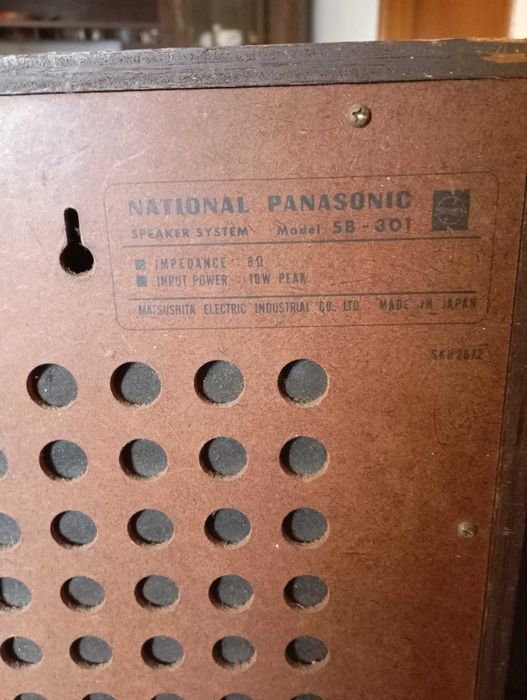 NATIONAL PANASONIC
SPEAKER SYSTEM Model SB-301
IMPEDANCE 8Ω
INPUT POWER 10W PEAK
MATSUSHITA ELECTRIC INDUSTRIAL CO., LTD. MADE IN JAPAN
SKU2672